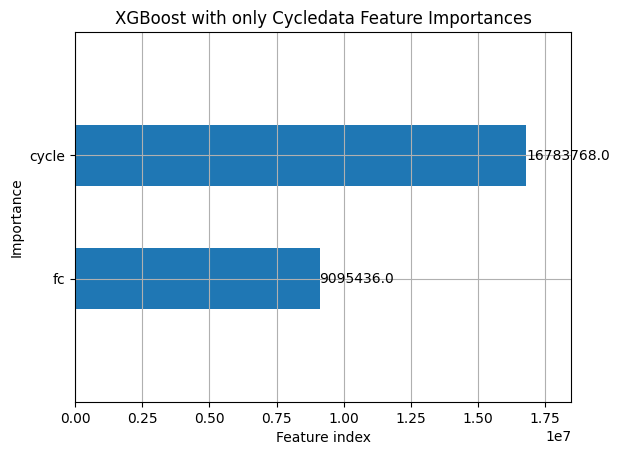 XGBoost with only Cycledata Feature Importances
cycle
16783768.0
Importance
fc
9095436.0
0.00 0.25 0.50 0.75 1.00 1.25 1.50 1.75
Feature index
1e7